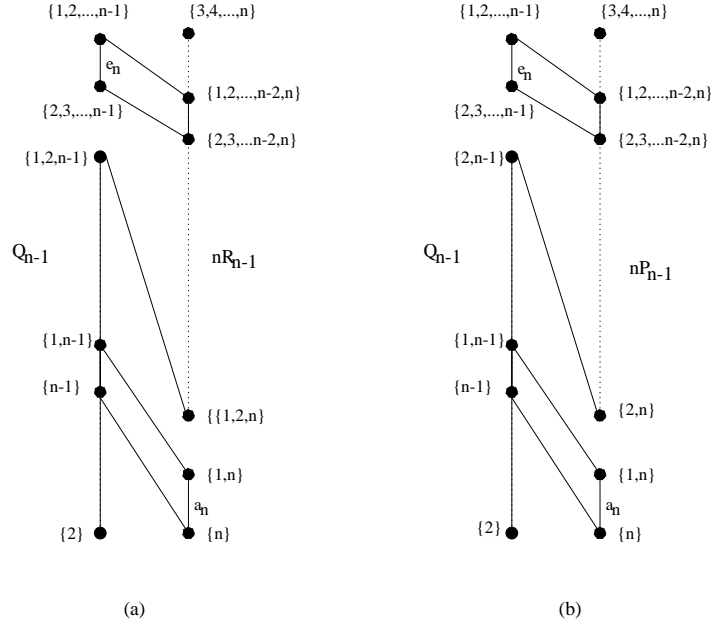 {1,2,...,n-1} {3,4,...,n} {1,2,...,n-1} {3,4,...,n}
e_n e_n
{1,2,...,n-2,n} {1,2,...,n-2,n}
{2,3,...,n-1} {2,3,...,n-1}
{2,3,...n-2,n} {2,3,...n-2,n}
{1,2,n-1} {2,n-1}
Q_{n-1} nR_{n-1} Q_{n-1} nP_{n-1}
{1,n-1} {1,n-1}
{n-1} {n-1}
{{1,2,n} {2,n}
{1,n} {1,n}
a_n a_n
{2} {n} {2} {n}
(a) (b)